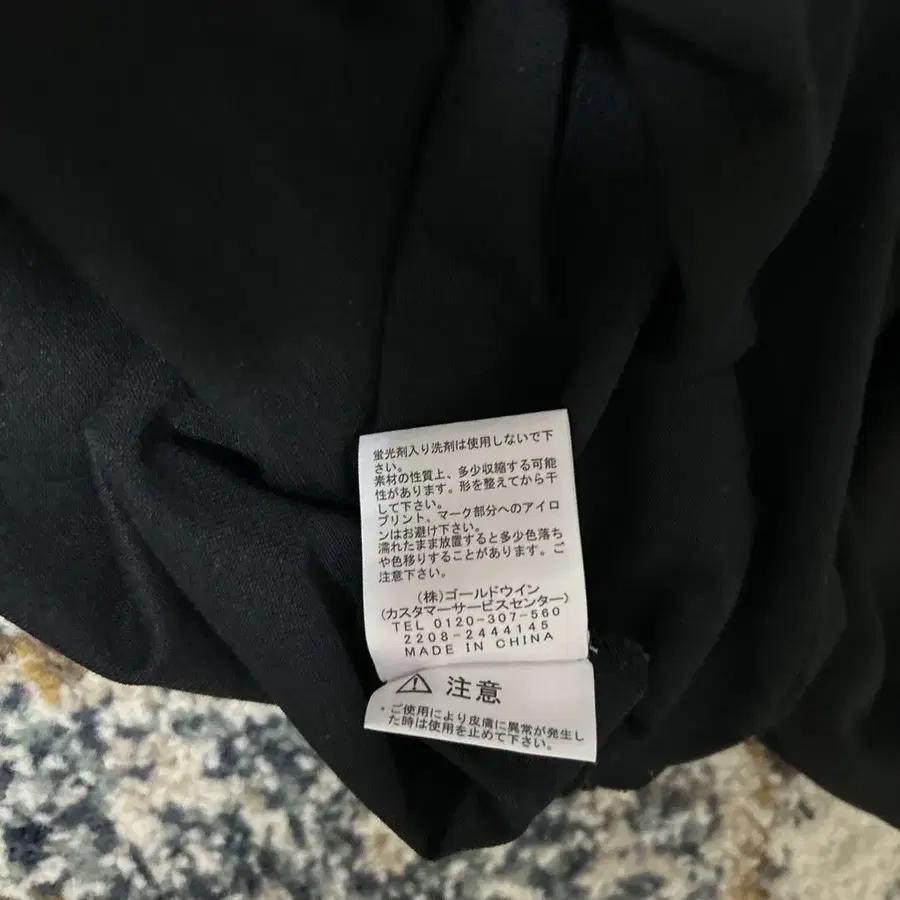 蛍光剤入り洗剤は使用しないで下
さい。
素材の性質上、多少収縮する可能
性があります。形を整えてから干
して下さい。
プリント、マーク部分へのアイロ
ンはお避け下さい。
濡れたまま放置すると多少色落ち
や色移りすることがあります。ご
注意下さい。
(株)ゴールドウイン
(カスタマーサービスセンター)
TEL 0120-307-560
2208-2444145
MADE IN CHINA
⚠ 注意
・ご使用により皮膚に異常が発生し
た時は使用を止めて下さい。